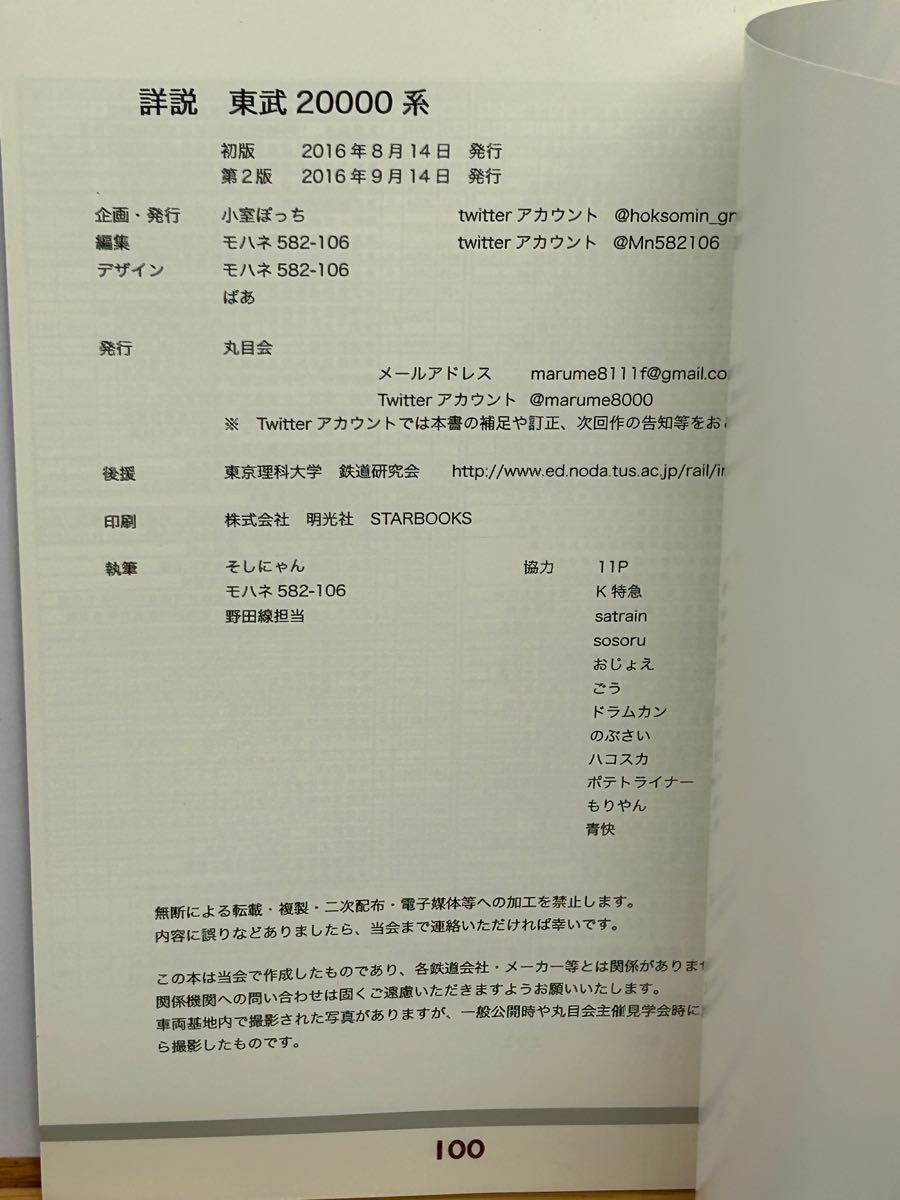 詳説　東武 20000 系
初版　2016 年 8 月 14 日　発行
第２版　2016 年 9 月 14 日　発行
企画・発行　小室ぽっち　twitter アカウント　@hoksomin_gr
編集　モハネ 582-106　twitter アカウント　@Mn582106
デザイン　モハネ 582-106
ばあ
発行　丸目会
メールアドレス　marume8111f@gmail.co
Twitter アカウント　@marume8000
※　Twitter アカウントでは本書の補足や訂正、次回作の告知等をおこ
後援　東京理科大学　鉄道研究会　http://www.ed.noda.tus.ac.jp/rail/in
印刷　株式会社　明光社　STARBOOKS
執筆　そしにゃん　協力　11P
モハネ 582-106　K 特急
野田線担当　satrain
sosoru
おじょえ
ごう
ドラムカン
のぶさい
ハコスカ
ポテトライナー
もりやん
青快
無断による転載・複製・二次配布・電子媒体等への加工を禁止します。
内容に誤りなどありましたら、当会まで連絡いただければ幸いです。
この本は当会で作成したものであり、各鉄道会社・メーカー等とは関係がありませ
関係機関への問い合わせは固くご遠慮いただきますようお願いいたします。
車両基地内で撮影された写真がありますが、一般公開時や丸目会主催見学会時に
ら撮影したものです。
100